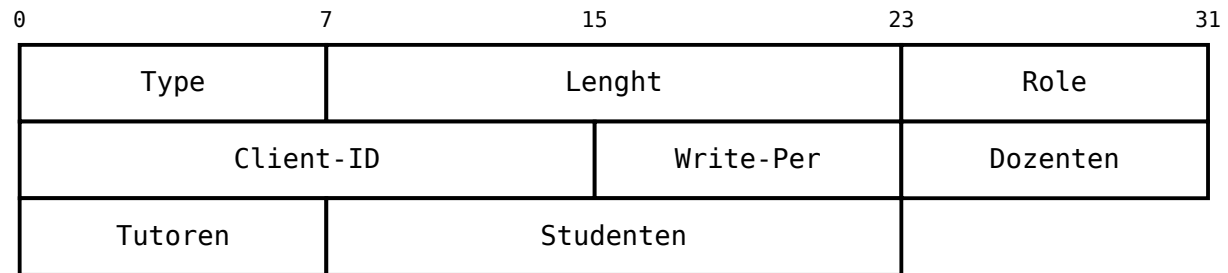 0 7 15 23 31
Type Lenght Role
Client-ID Write-Per Dozenten
Tutoren Studenten